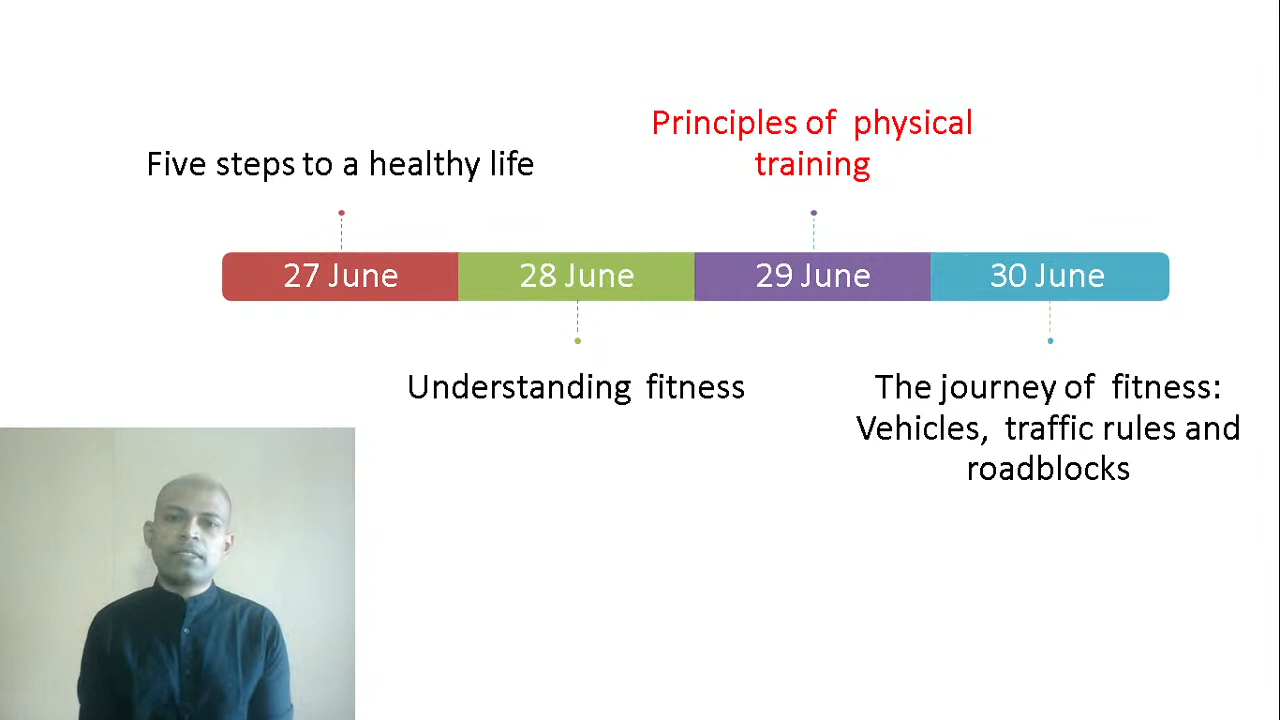 Principles of physical
training
Five steps to a healthy life
27 June
28 June
29 June
30 June
Understanding fitness
The journey of fitness:
Vehicles, traffic rules and
roadblocks